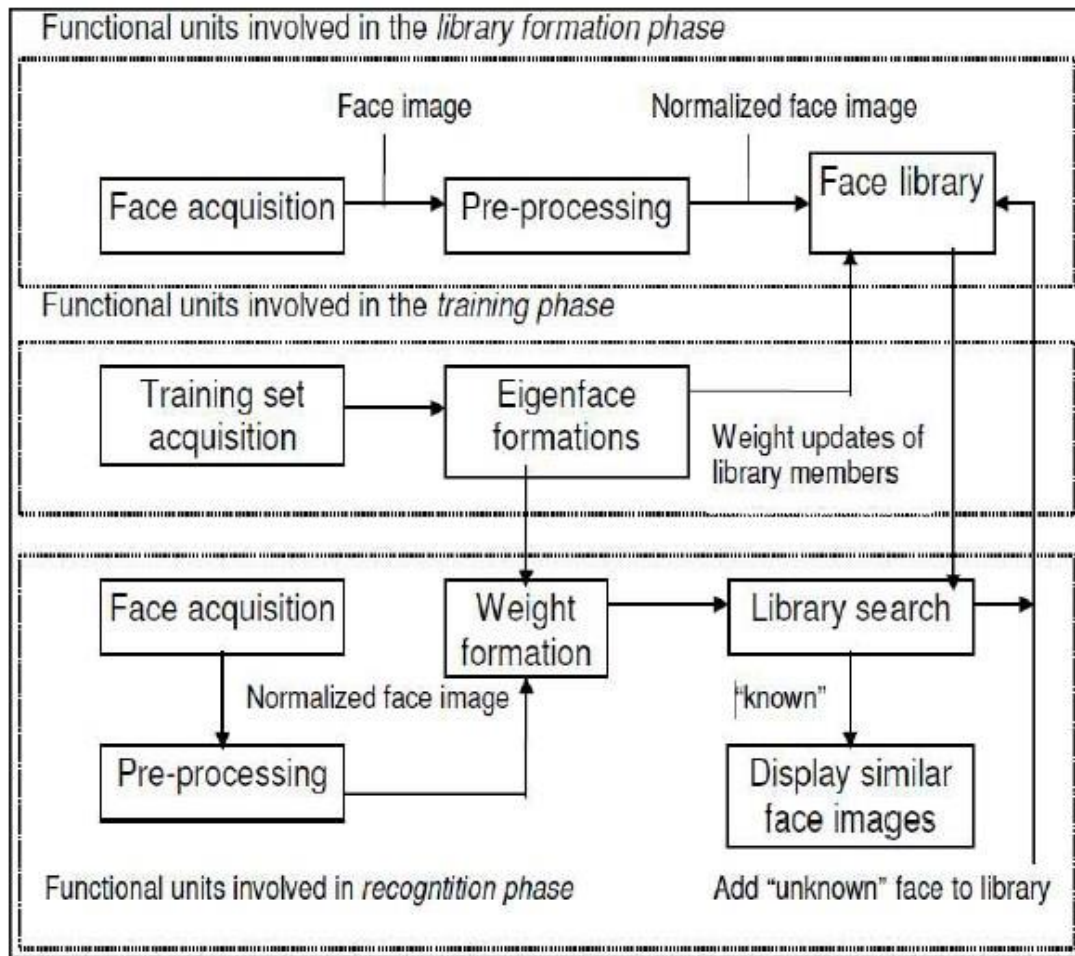 Functional units involved in the library formation phase
Face image
Normalized face image
Face acquisition
Pre-processing
Face library
Functional units involved in the training phase
Training set
acquisition
Eigenface
formations
Weight updates of
library members
Face acquisition
Weight
formation
Library search
Normalized face image
"known"
Pre-processing
Display similar
face images
Functional units involved in recogntition phase
Add "unknown" face to library